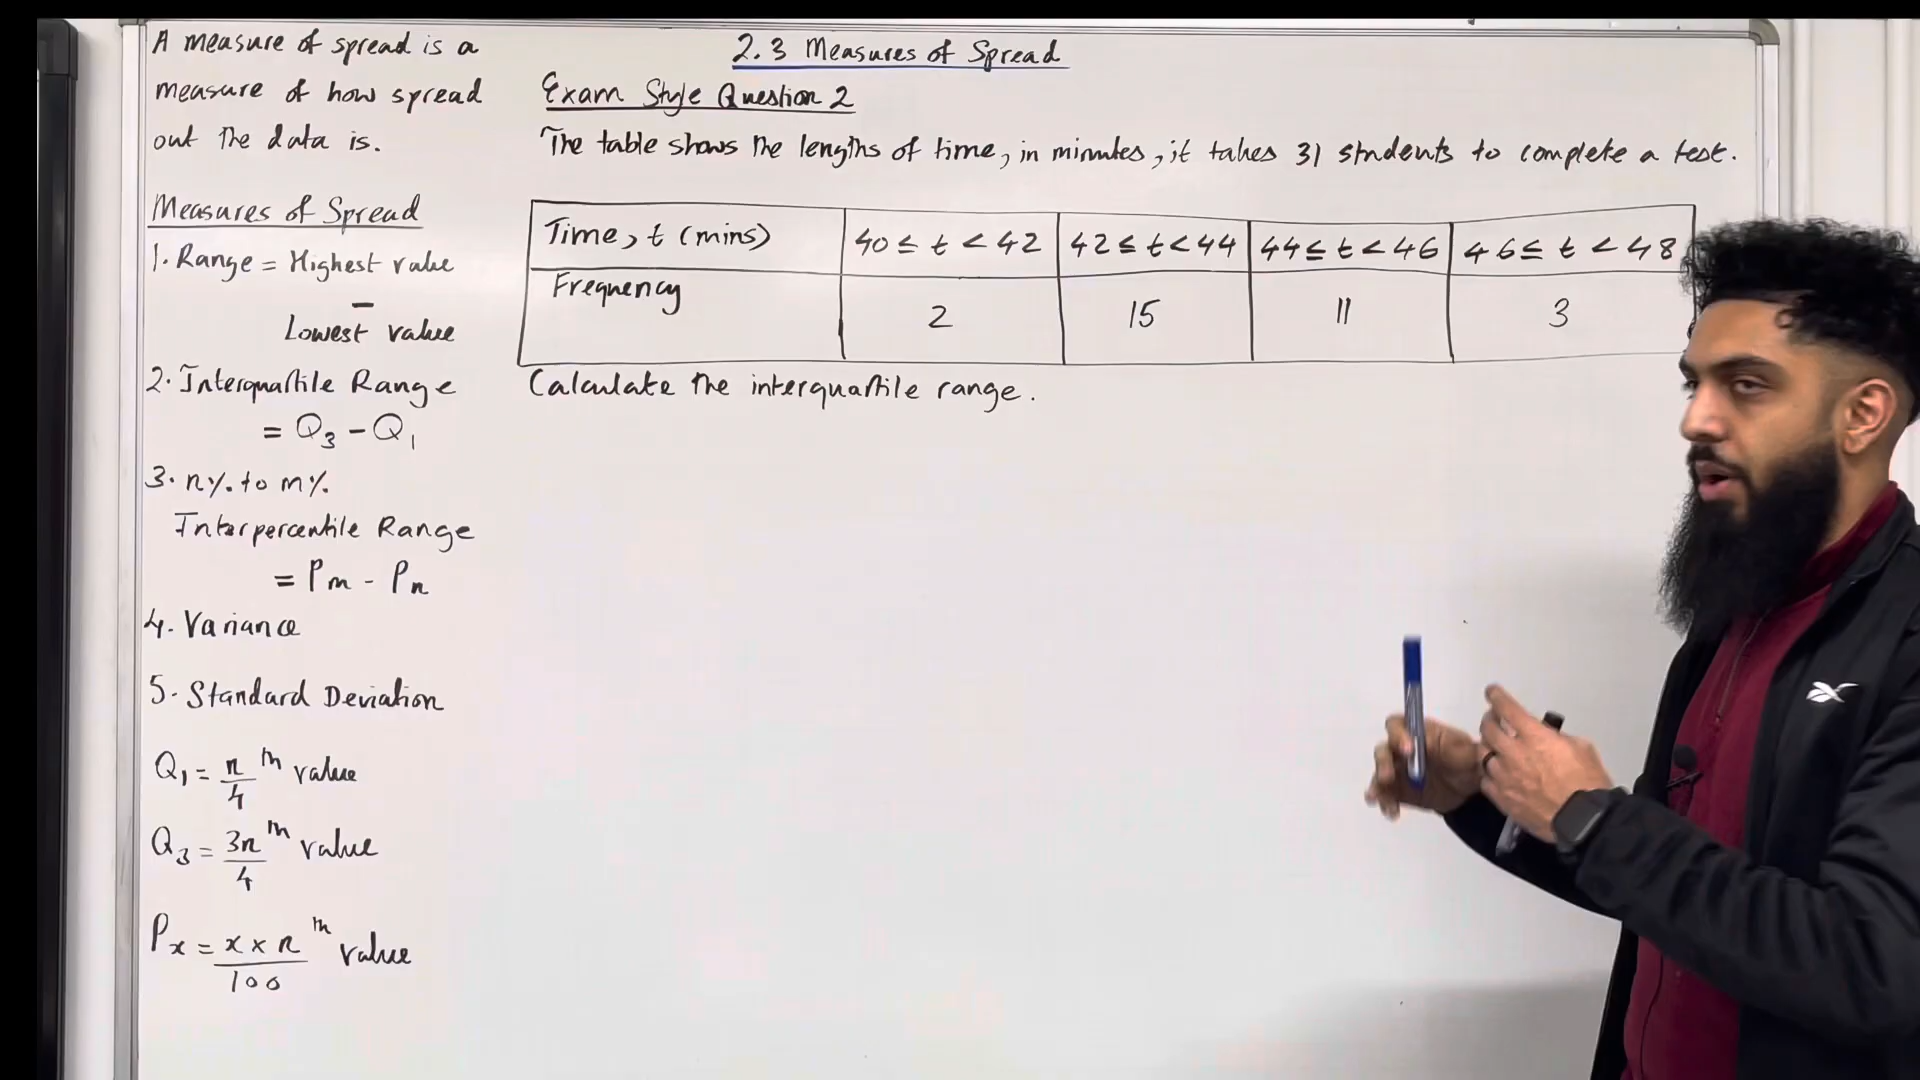 A measure of spread is a
measure of how spread
out the data is.
Measures of Spread
1. Range = Highest value
-
Lowest value
2. Interquartile Range
= Q₃ - Q₁
3. n% to m%
Interpercentile Range
= Pm - Pn
4. Variance
5. Standard Deviation
Q₁ = n/4 th value
Q₃ = 3n/4 th value
Px = x × n/100 th value
2.3 Measures of Spread
Exam Style Question 2
The table shows the lengths of time, in minutes, it takes 31 students to complete a test.
Time, t (mins) 40 ≤ t < 42 42 ≤ t < 44 44 ≤ t < 46 46 ≤ t < 48
Frequency 2 15 11 3
Calculate the interquartile range.